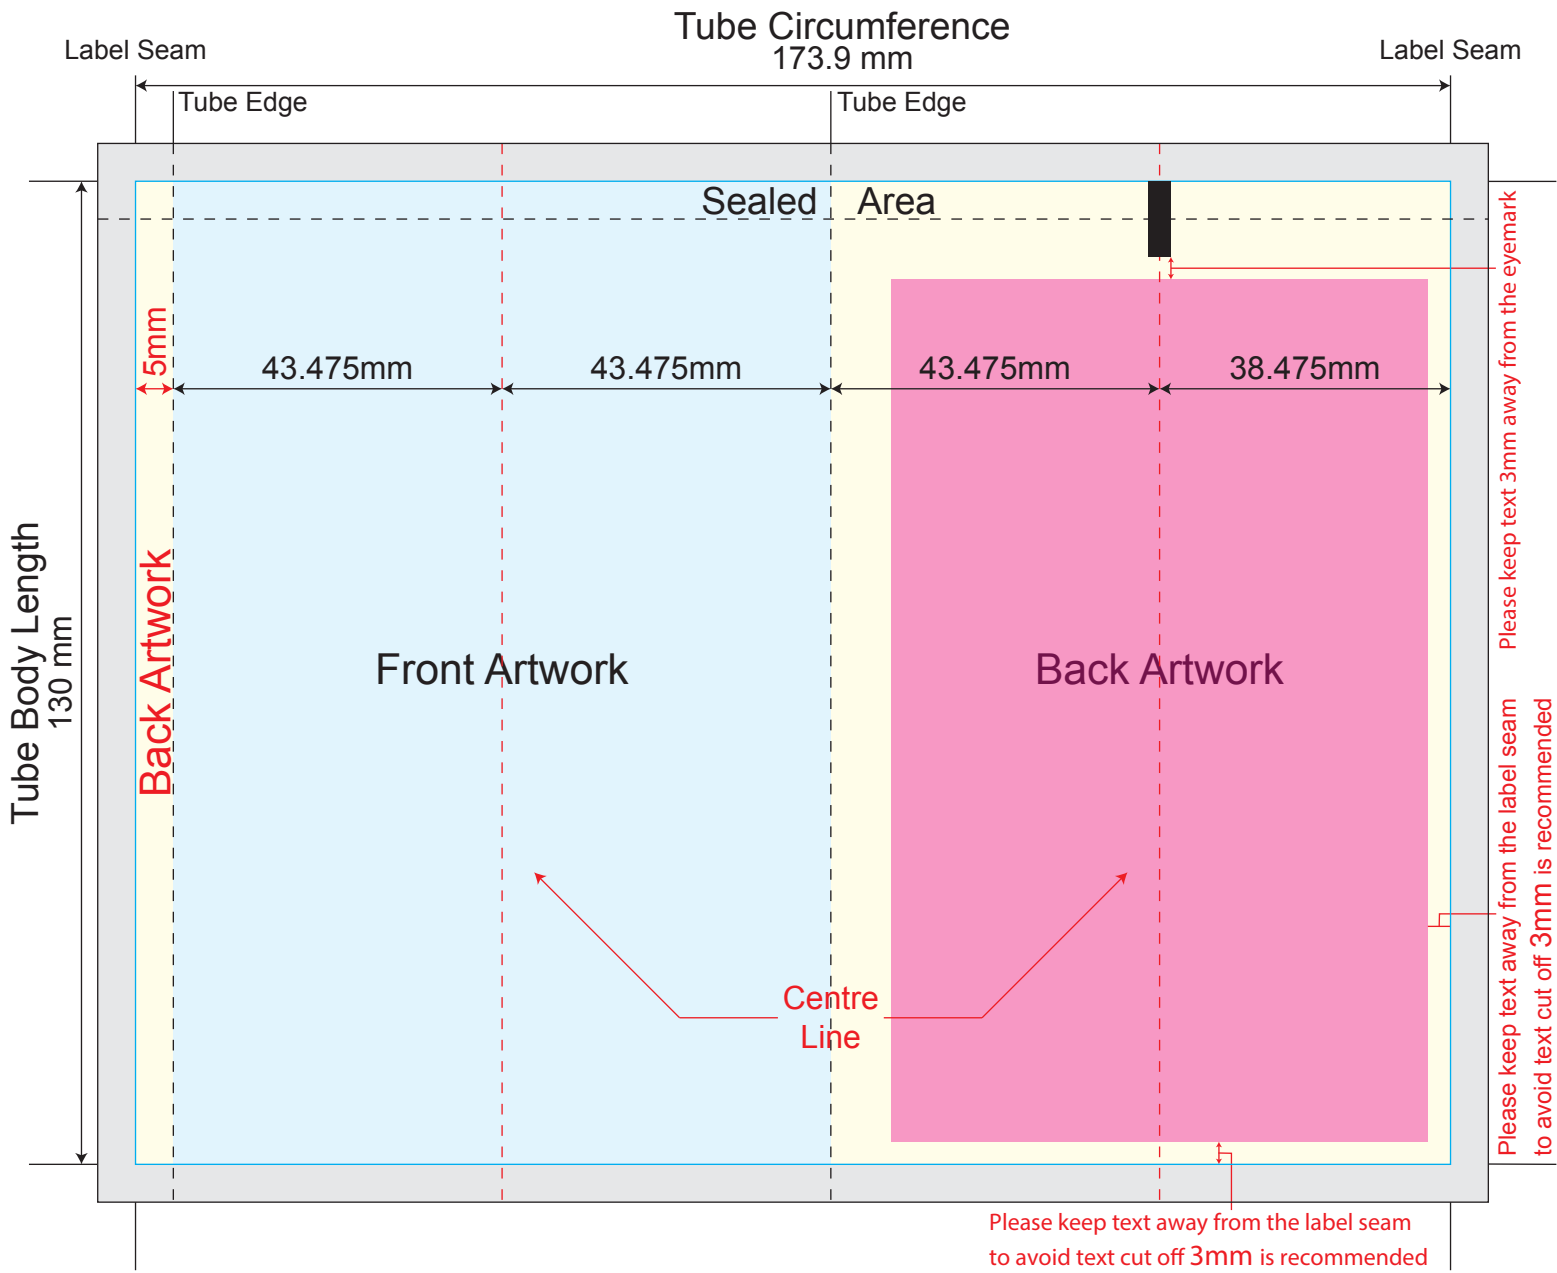 Tube Circumference
173.9 mm
Label Seam
Label Seam
Tube Edge
Tube Edge
Sealed Area
5mm
43.475mm
43.475mm
43.475mm
38.475mm
Tube Body Length
130 mm
Back Artwork
Front Artwork
Back Artwork
Centre
Line
Please keep text 3mm away from the eyemark
Please keep text away from the label seam
to avoid text cut off 3mm is recommended
Please keep text away from the label seam
to avoid text cut off 3mm is recommended